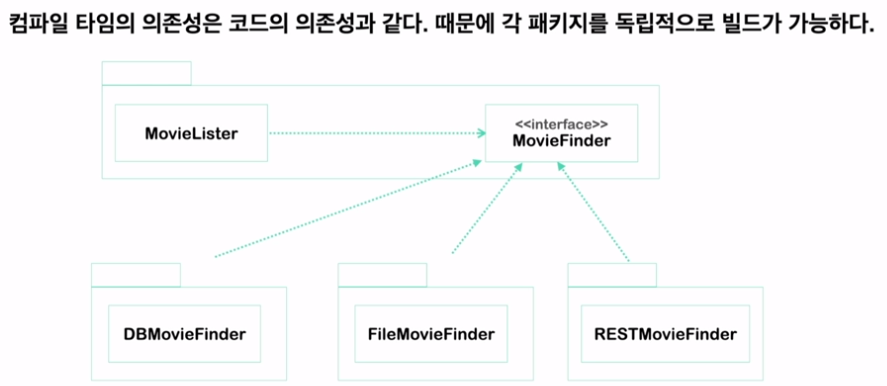 컴파일 타임의 의존성은 코드의 의존성과 같다. 때문에 각 패키지를 독립적으로 빌드가 가능하다.
MovieLister
<<interface>>
MovieFinder
DBMovieFinder
FileMovieFinder
RESTMovieFinder